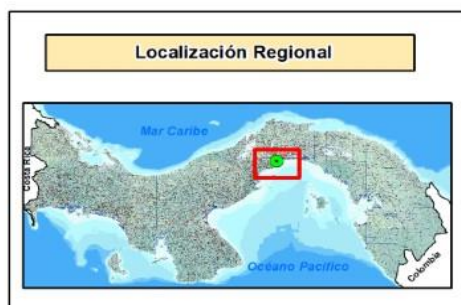 Localización Regional
Mar Caribe
Costa Rica
Océano Pacífico
Colombia